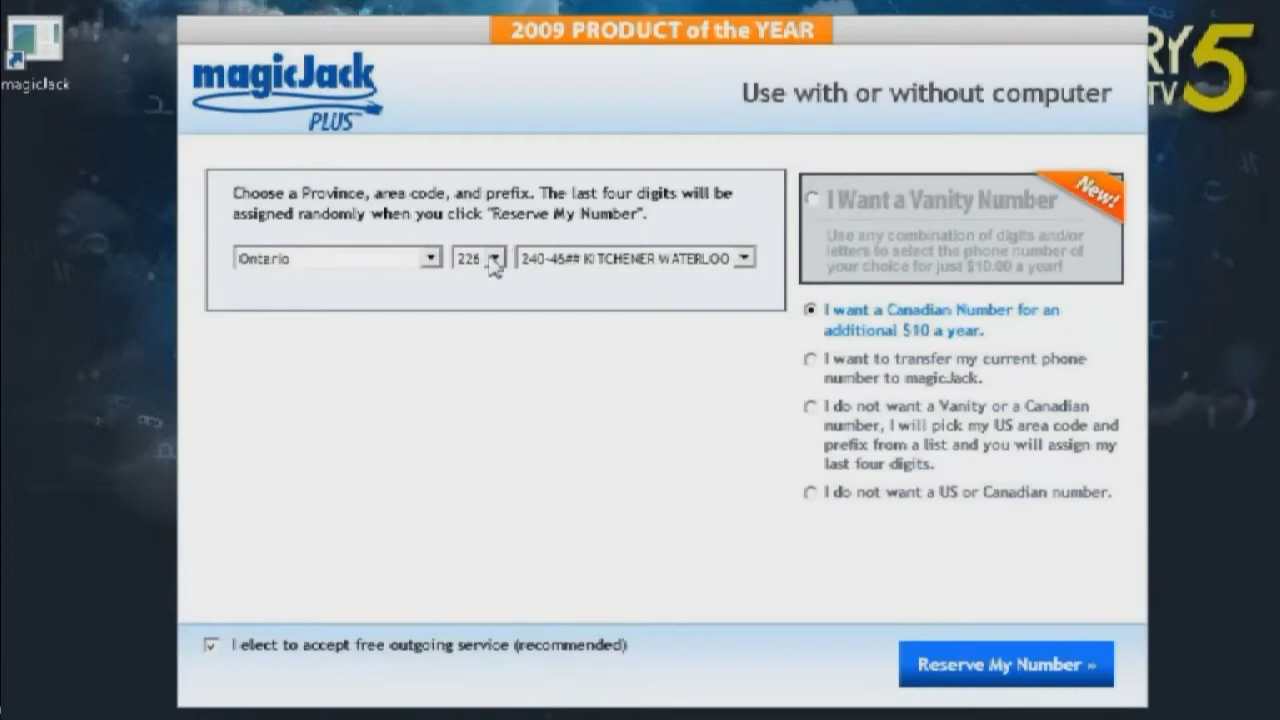 2009 PRODUCT of the YEAR
magicJack
RY5
TV
magicJack
PLUS™
Use with or without computer
Choose a Province, area code, and prefix. The last four digits will be
assigned randomly when you click "Reserve My Number".
Ontario
226
240-45## KITCHENER WATERLOO
New!
I Want a Vanity Number
Use any combination of digits and/or
letters to select the phone number of
your choice for just $10.00 a year!
I want a Canadian Number for an
additional $10 a year.
I want to transfer my current phone
number to magicJack.
I do not want a Vanity or a Canadian
number, I will pick my US area code and
prefix from a list and you will assign my
last four digits.
I do not want a US or Canadian number.
I elect to accept free outgoing service (recommended)
Reserve My Number »